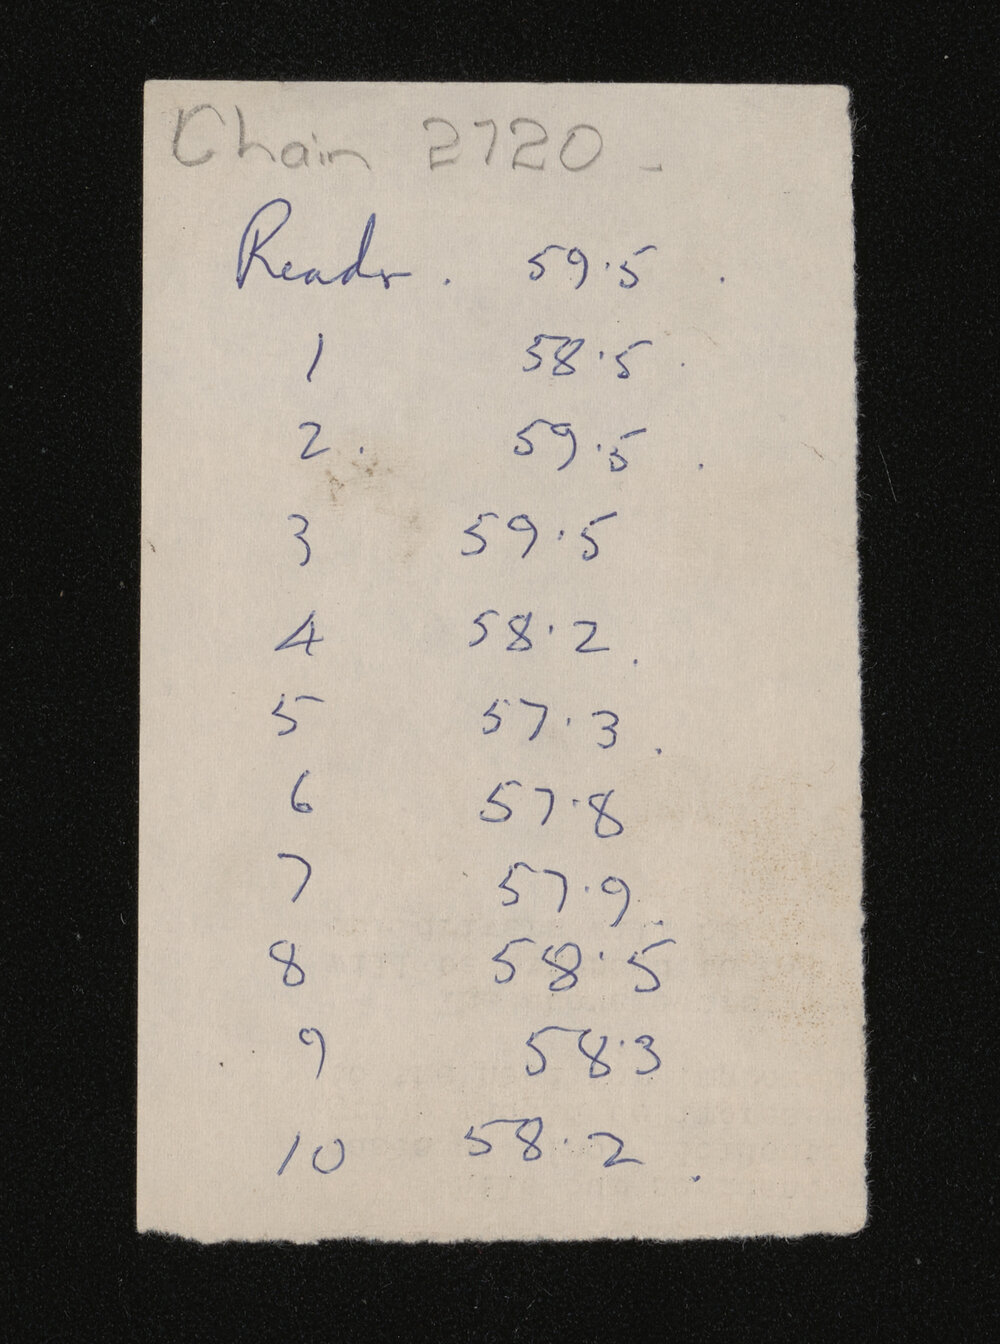 Chain 2720 -
Readr . 59.5 .
1 58.5 .
2 . 59.5 .
3 59.5
4 58.2 .
5 57.3 .
6 57.8
7 57.9 .
8 58.5
9 58.3
10 58.2 .